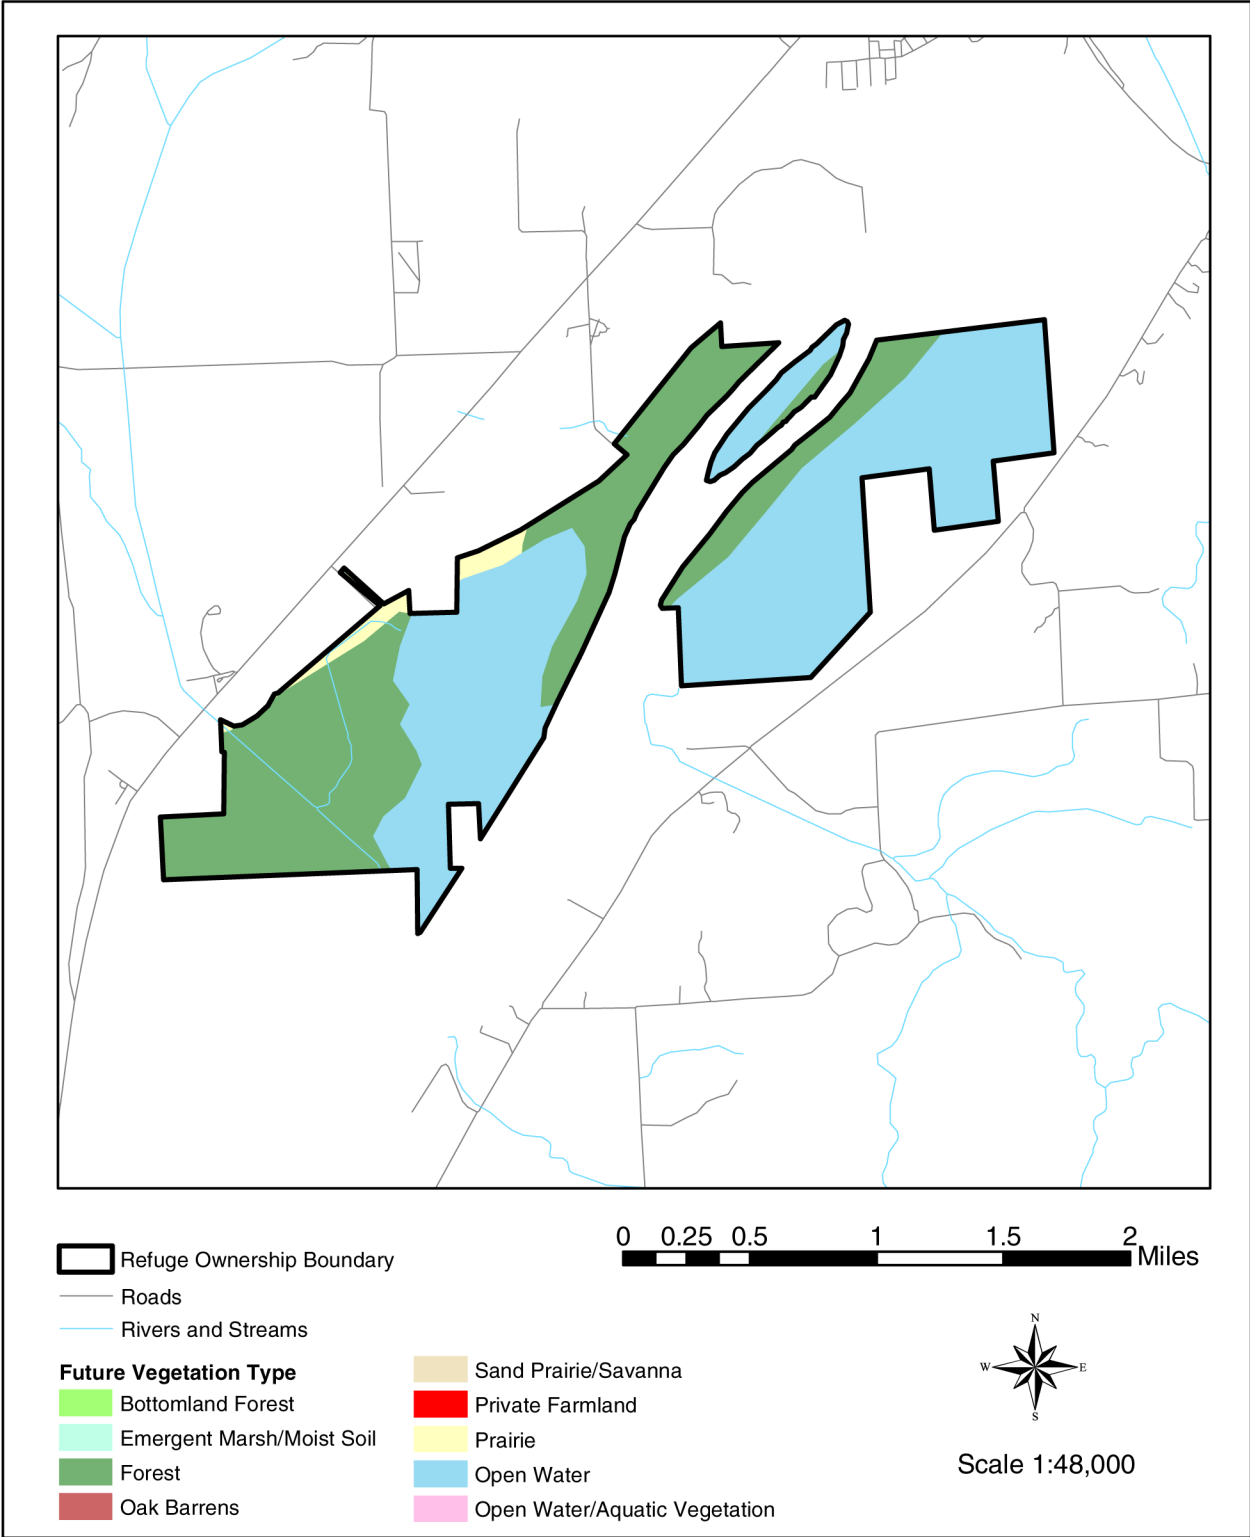 0 0.25 0.5 1 1.5 2
Miles
Refuge Ownership Boundary
Roads
Rivers and Streams
Future Vegetation Type
Bottomland Forest
Emergent Marsh/Moist Soil
Forest
Oak Barrens
Sand Prairie/Savanna
Private Farmland
Prairie
Open Water
Open Water/Aquatic Vegetation
N
W E
S
Scale 1:48,000